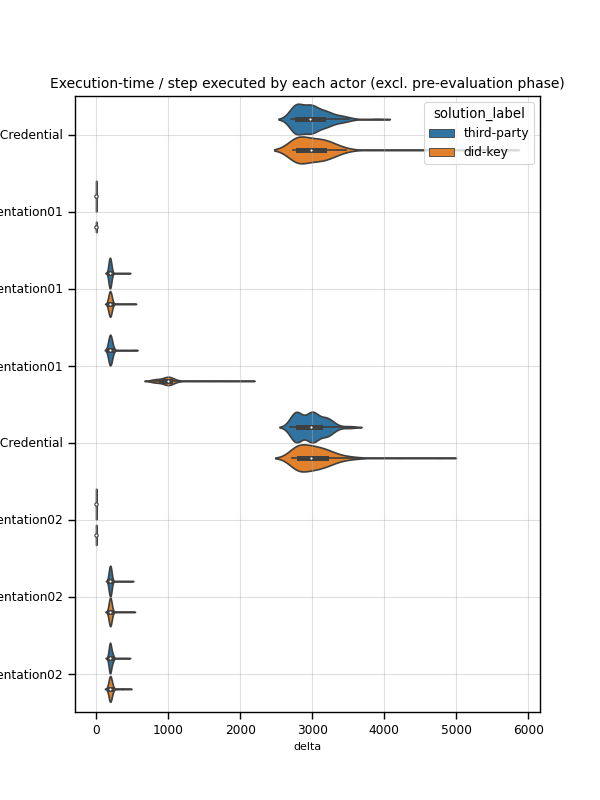 Execution-time / step executed by each actor (excl. pre-evaluation phase)
solution_label
third-party
did-key
Credential
entation01
entation01
entation01
Credential
entation02
entation02
entation02
0 1000 2000 3000 4000 5000 6000
delta